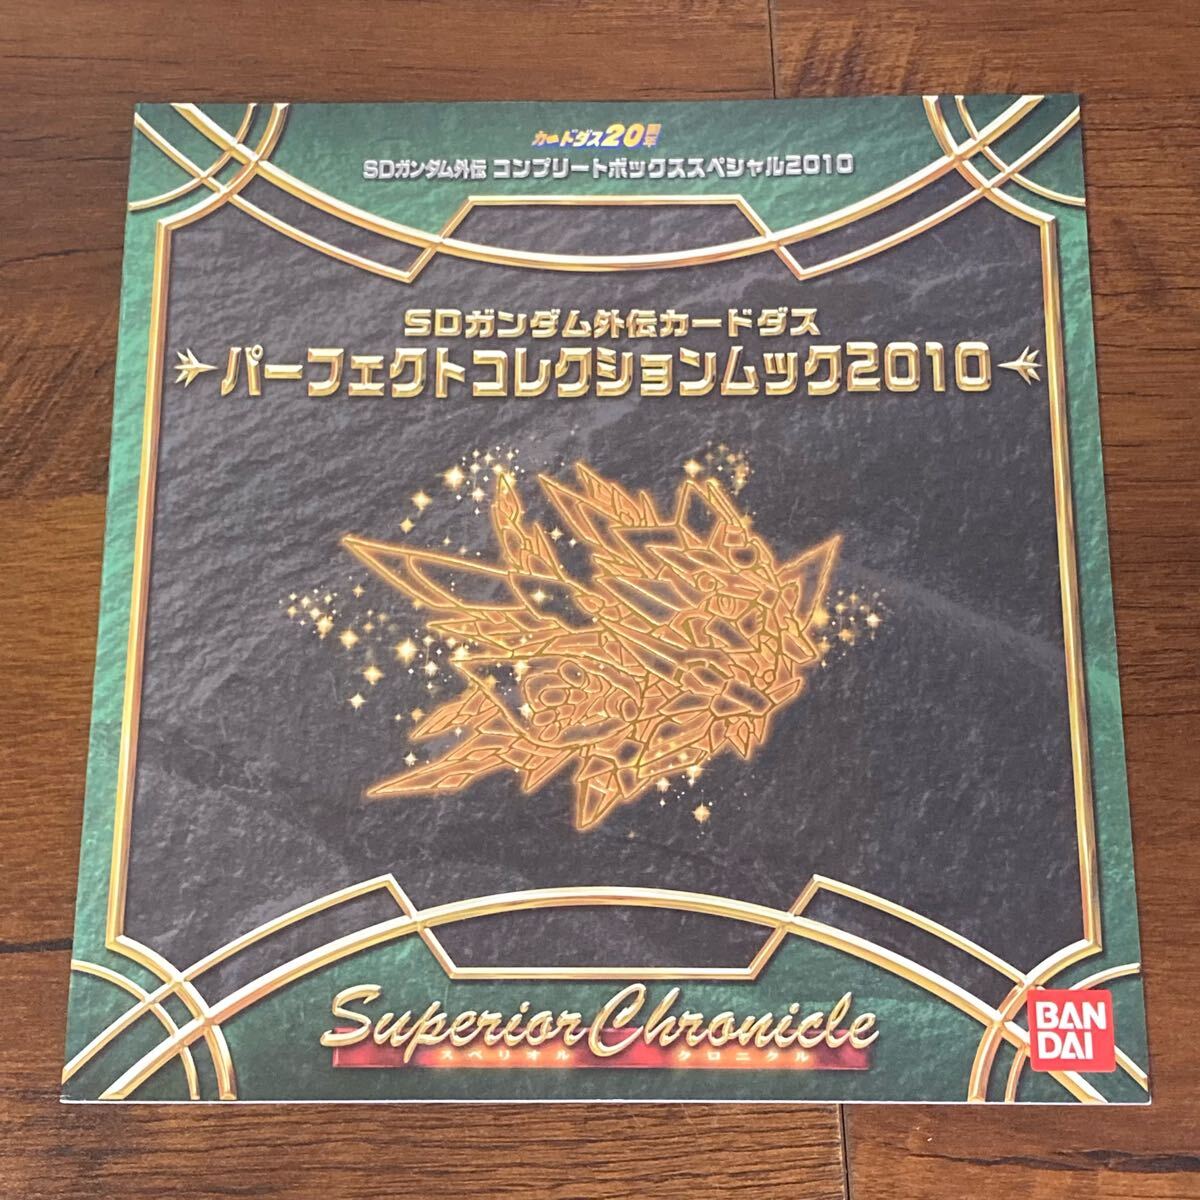 カードダス20周年
SDガンダム外伝 コンプリートボックススペシャル2010
SDガンダム外伝カードダス
パーフェクトコレクションムック2010
Superior Chronicle
スペリオル クロニクル
BAN
DAI